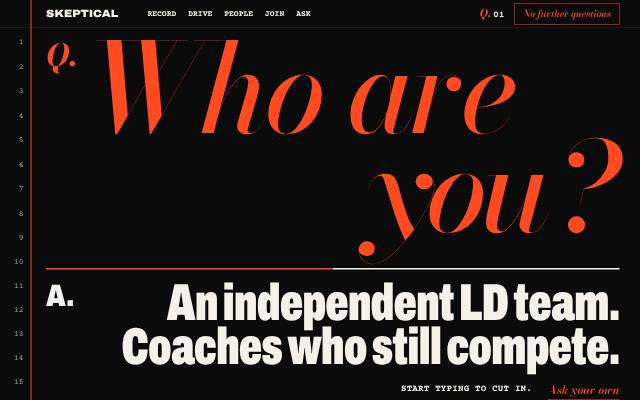 SKEPTICAL RECORD DRIVE PEOPLE JOIN ASK Q. 01 No further questions
1
2
3
4
5
6
7
8
9
10
11
12
13
14
15
Q. Who are
you?
A. An independent LD team.
Coaches who still compete.
START TYPING TO CUT IN. Ask your own